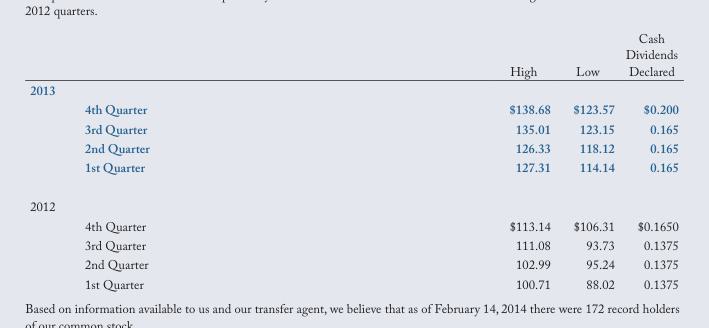 2012 quarters.
Cash
Dividends
High Low Declared
2013
4th Quarter $138.68 $123.57 $0.200
3rd Quarter 135.01 123.15 0.165
2nd Quarter 126.33 118.12 0.165
1st Quarter 127.31 114.14 0.165
2012
4th Quarter $113.14 $106.31 $0.1650
3rd Quarter 111.08 93.73 0.1375
2nd Quarter 102.99 95.24 0.1375
1st Quarter 100.71 88.02 0.1375
Based on information available to us and our transfer agent, we believe that as of February 14, 2014 there were 172 record holders
of our common stock.